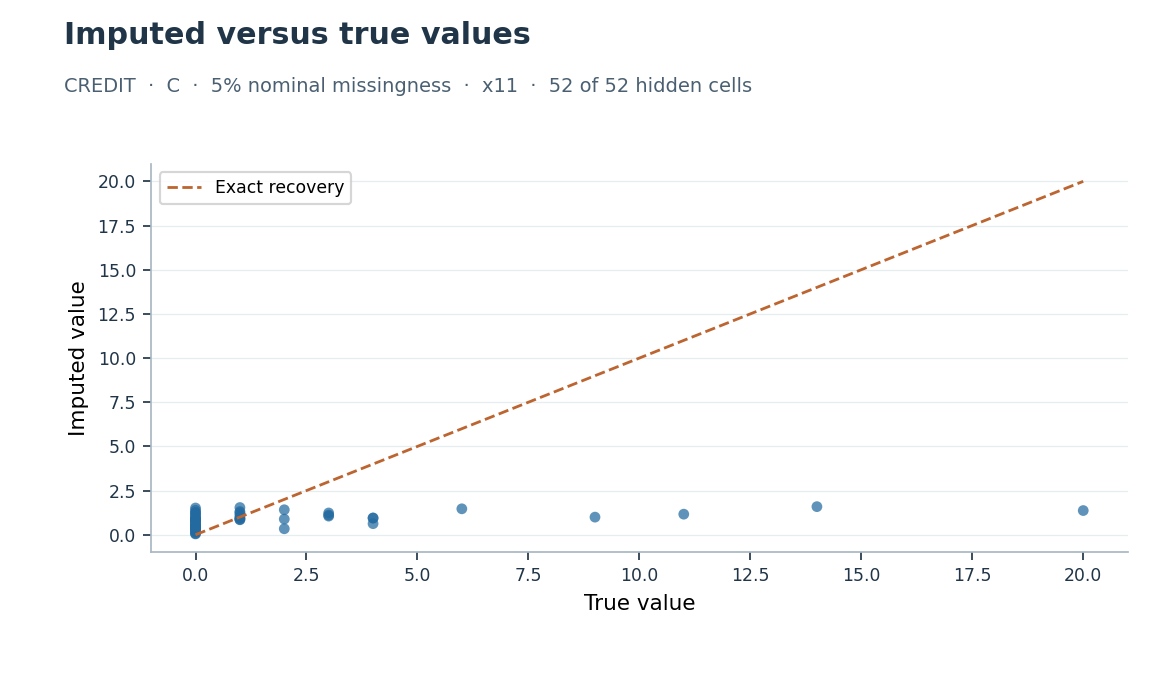 Imputed versus true values
CREDIT · C · 5% nominal missingness · x11 · 52 of 52 hidden cells
Exact recovery
20.0
17.5
15.0
12.5
10.0
7.5
5.0
2.5
0.0
Imputed value
0.0 2.5 5.0 7.5 10.0 12.5 15.0 17.5 20.0
True value